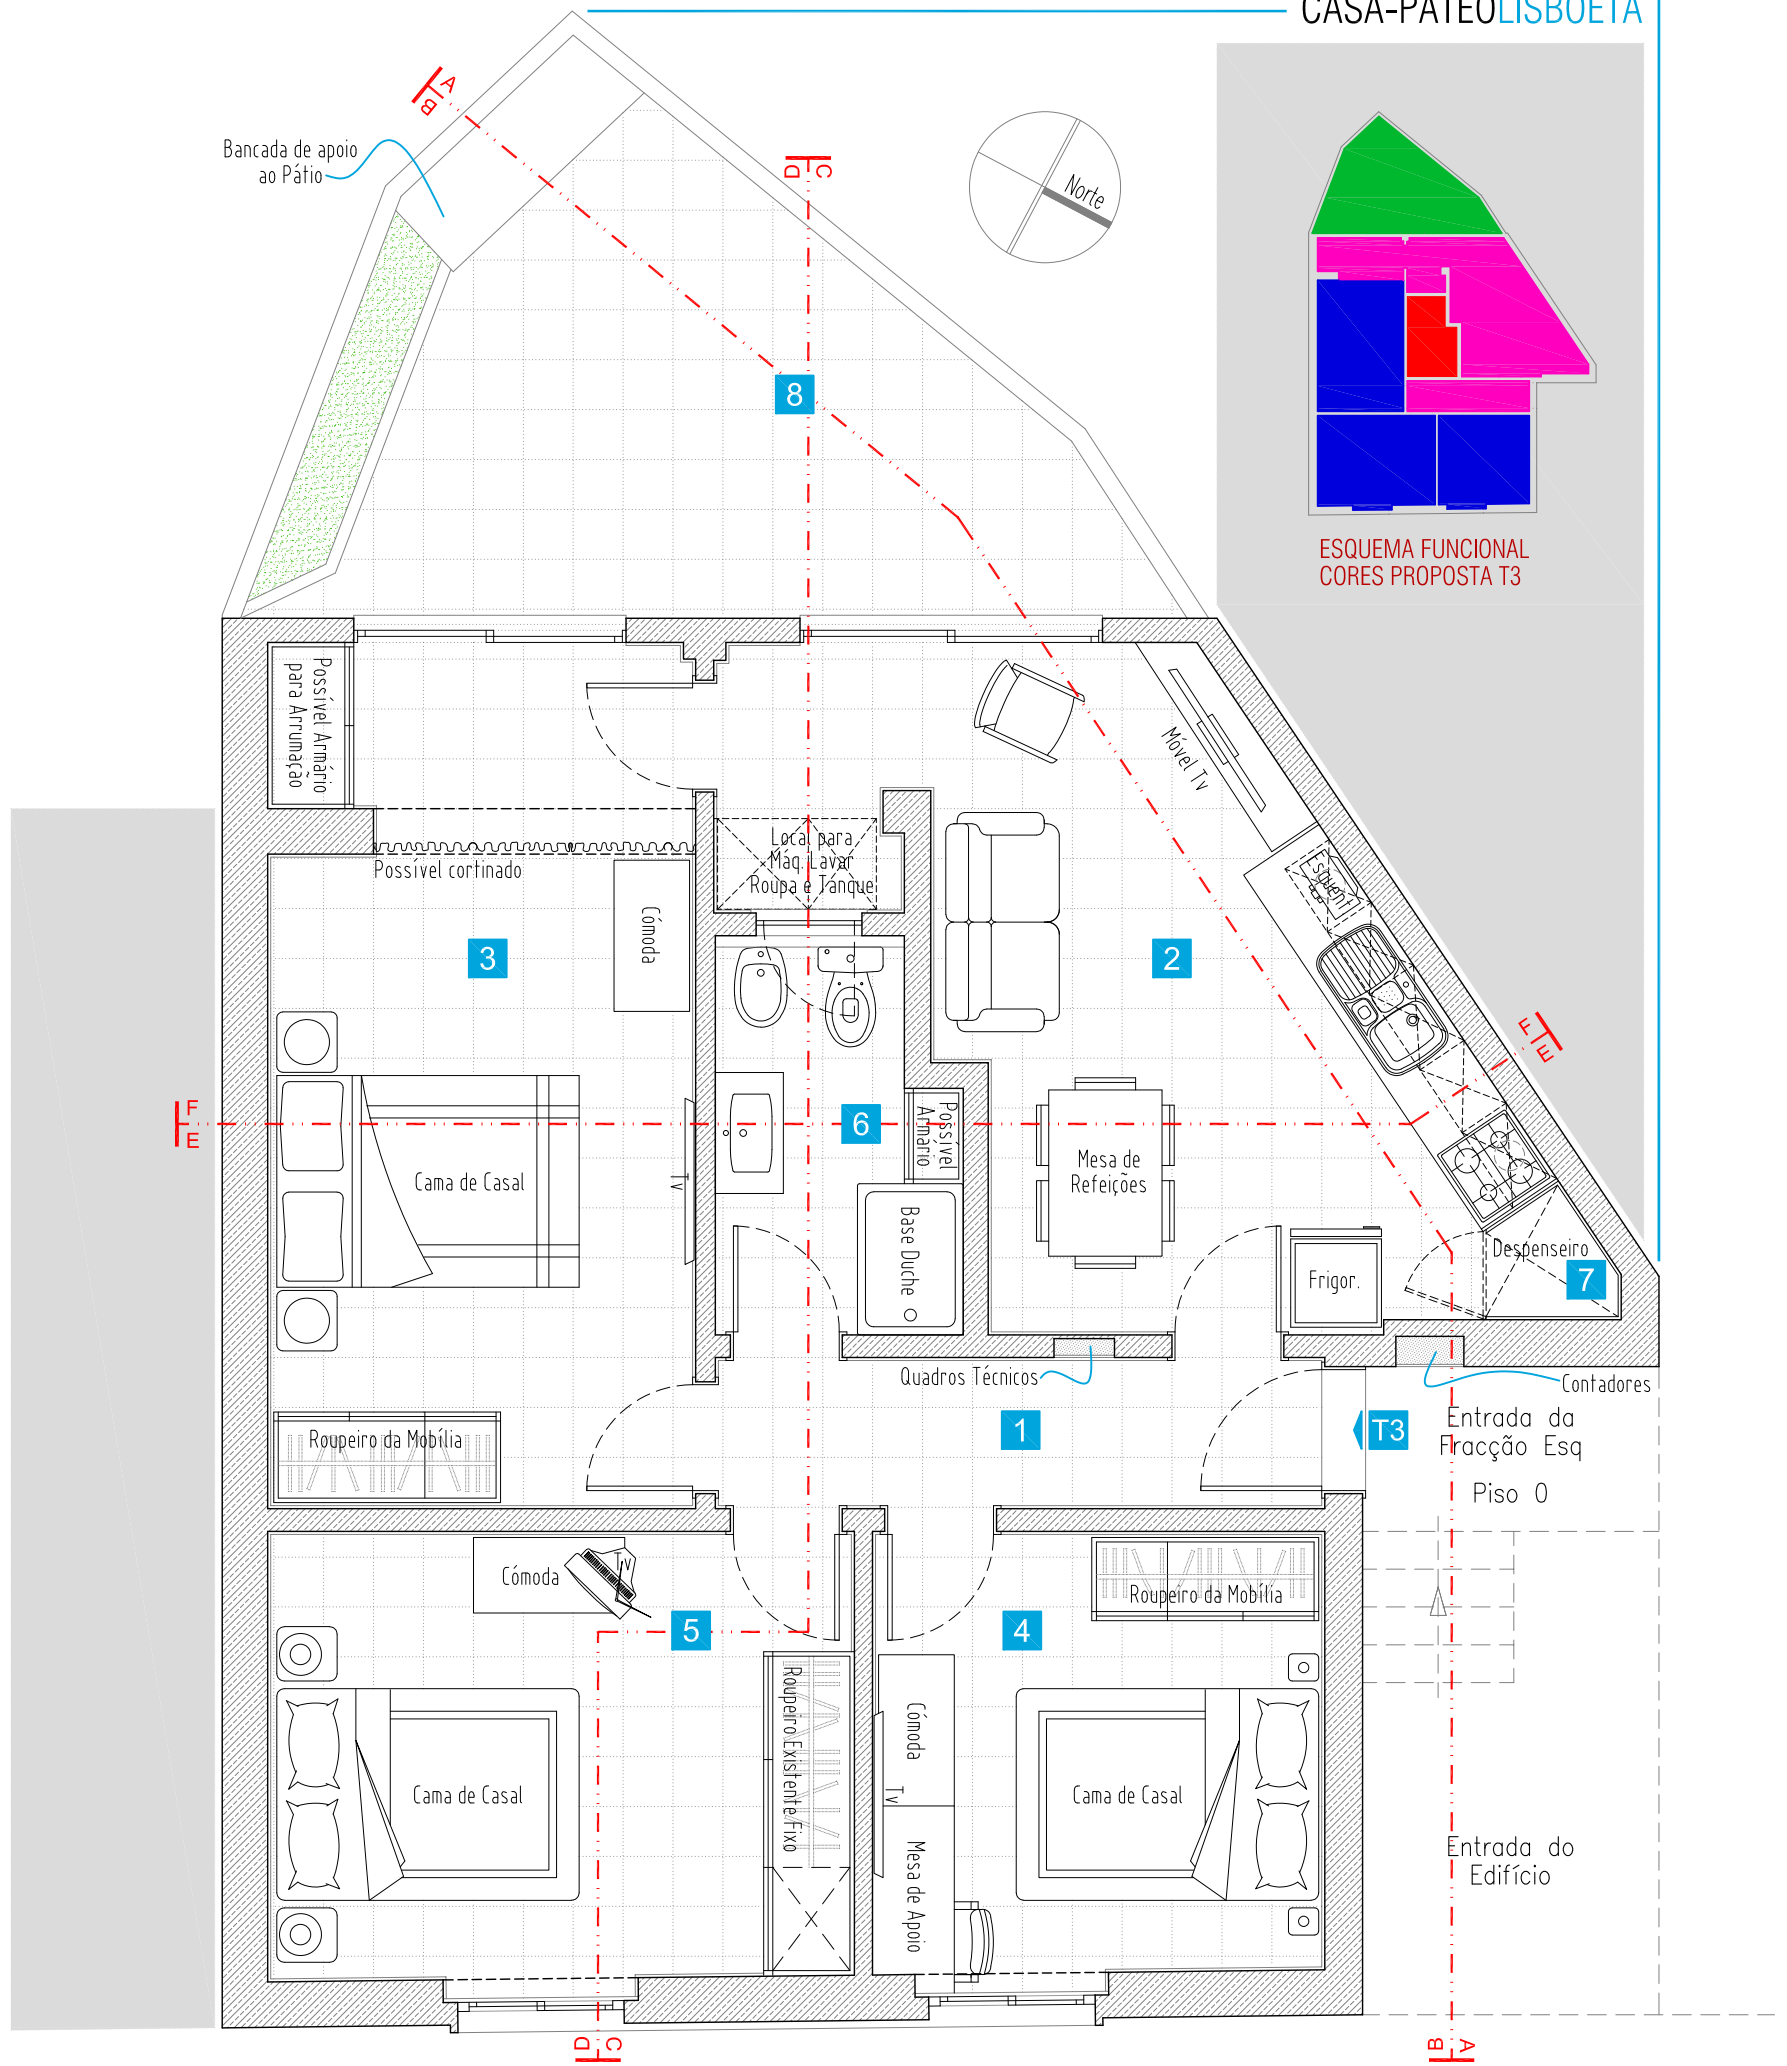 CASA-PÁTEOLISBOETA
A
B
Bancada de apoio
ao Pátio
D
C
Norte
8
ESQUEMA FUNCIONAL
CORES PROPOSTA T3
Possível Armário
para Arrumação
Móvel Tv
Local para
Maq. Lavar
Roupa e Tanque
Possível cortinado
Esquent
Cómoda
3
2
F
E
F
E
6
Possível
Armário
Mesa de
Refeições
Cama de Casal
Tv
Base Duche
Despenseiro
7
Frigor.
Quadros Técnicos
Contadores
1
T3
Entrada da
Fracção Esq
Piso 0
Roupeiro da Mobília
Cómoda
Tv
Roupeiro da Mobília
5
4
Roupeiro Existente/Fixo
Cómoda
Tv
Cama de Casal
Cama de Casal
Mesa de Apoio
Entrada do
Edifício
D
C
B
A